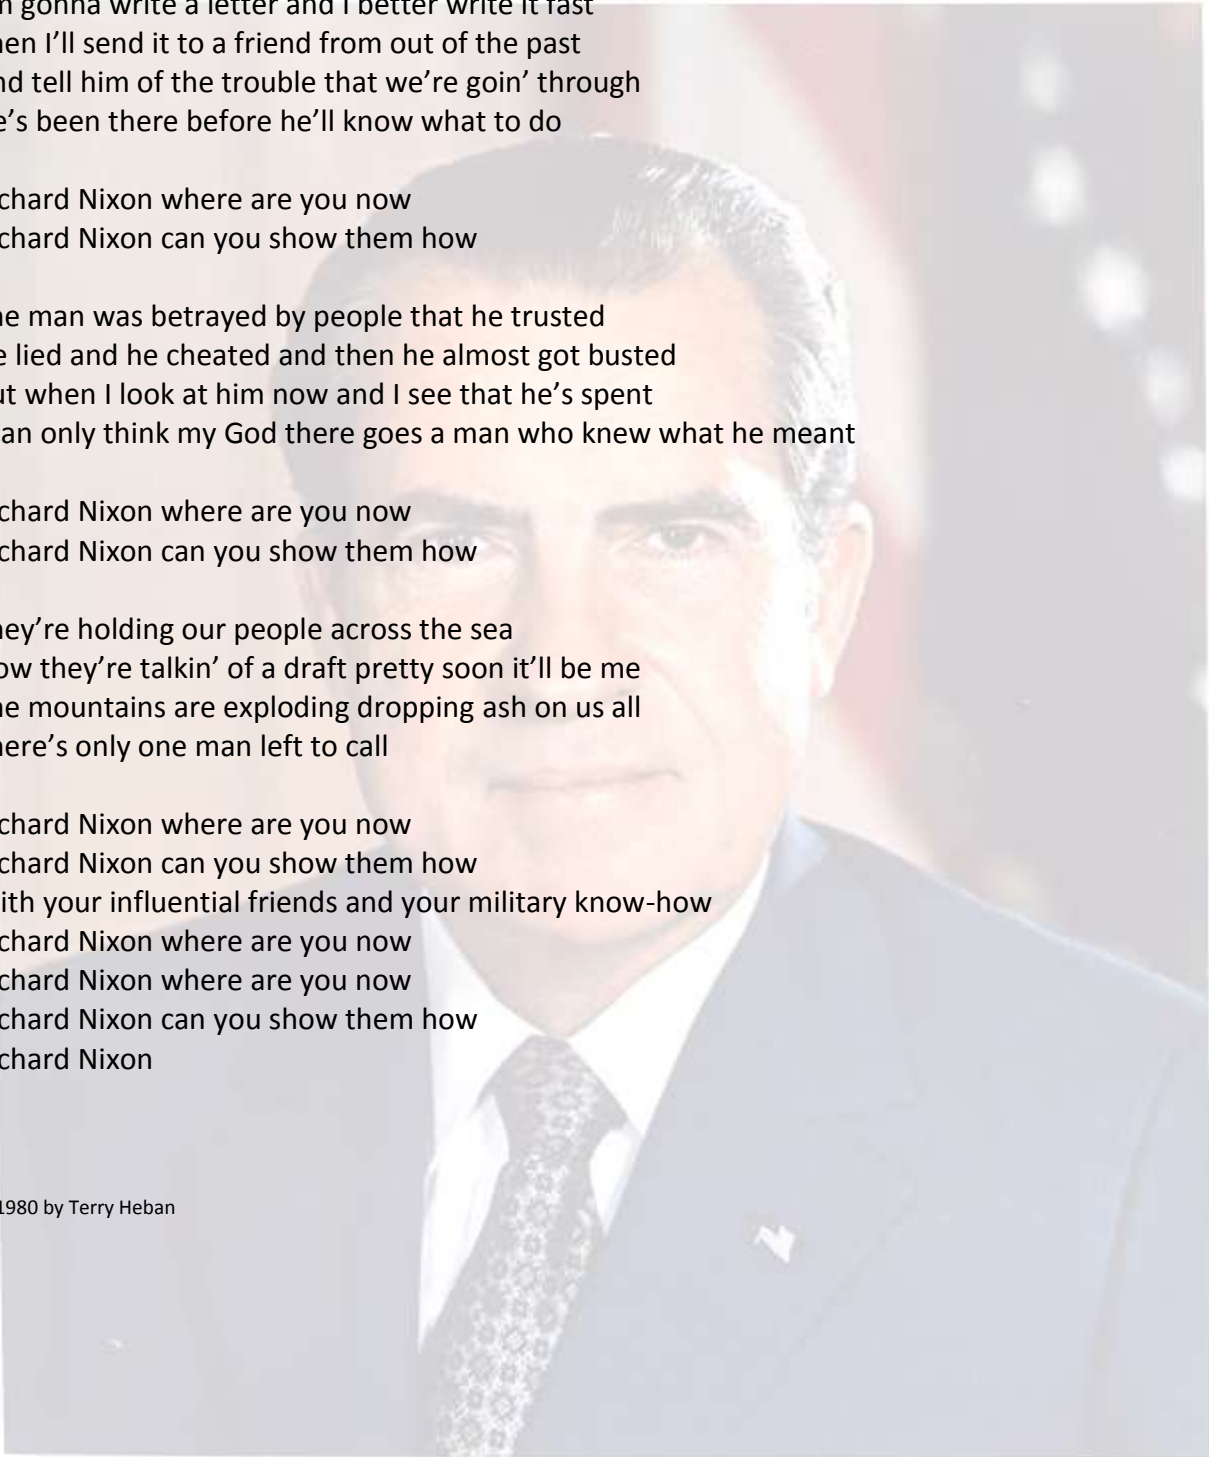 m gonna write a letter and I better write it fast
hen I'll send it to a friend from out of the past
nd tell him of the trouble that we're goin' through
e's been there before he'll know what to do
chard Nixon where are you now
chard Nixon can you show them how
he man was betrayed by people that he trusted
e lied and he cheated and then he almost got busted
ut when I look at him now and I see that he's spent
can only think my God there goes a man who knew what he meant
chard Nixon where are you now
chard Nixon can you show them how
hey're holding our people across the sea
ow they're talkin' of a draft pretty soon it'll be me
he mountains are exploding dropping ash on us all
here's only one man left to call
chard Nixon where are you now
chard Nixon can you show them how
ith your influential friends and your military know-how
chard Nixon where are you now
chard Nixon where are you now
chard Nixon can you show them how
chard Nixon
1980 by Terry Heban